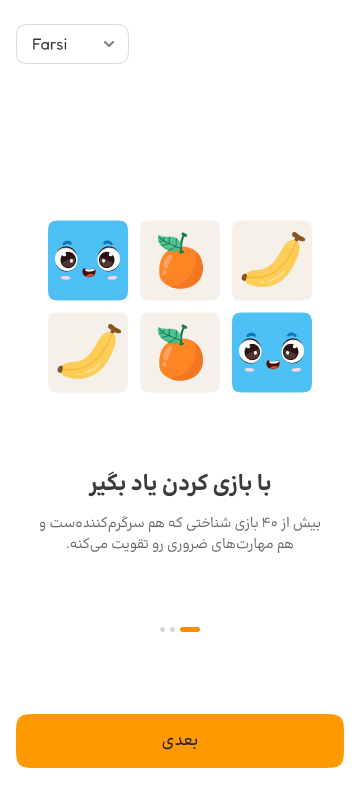 Farsi
با بازی کردن یاد بگیر
بیش از ۴۰ بازی شناختی که هم سرگرم‌کننده‌ست و
هم مهارت‌های ضروری رو تقویت می‌کنه.
بعدی